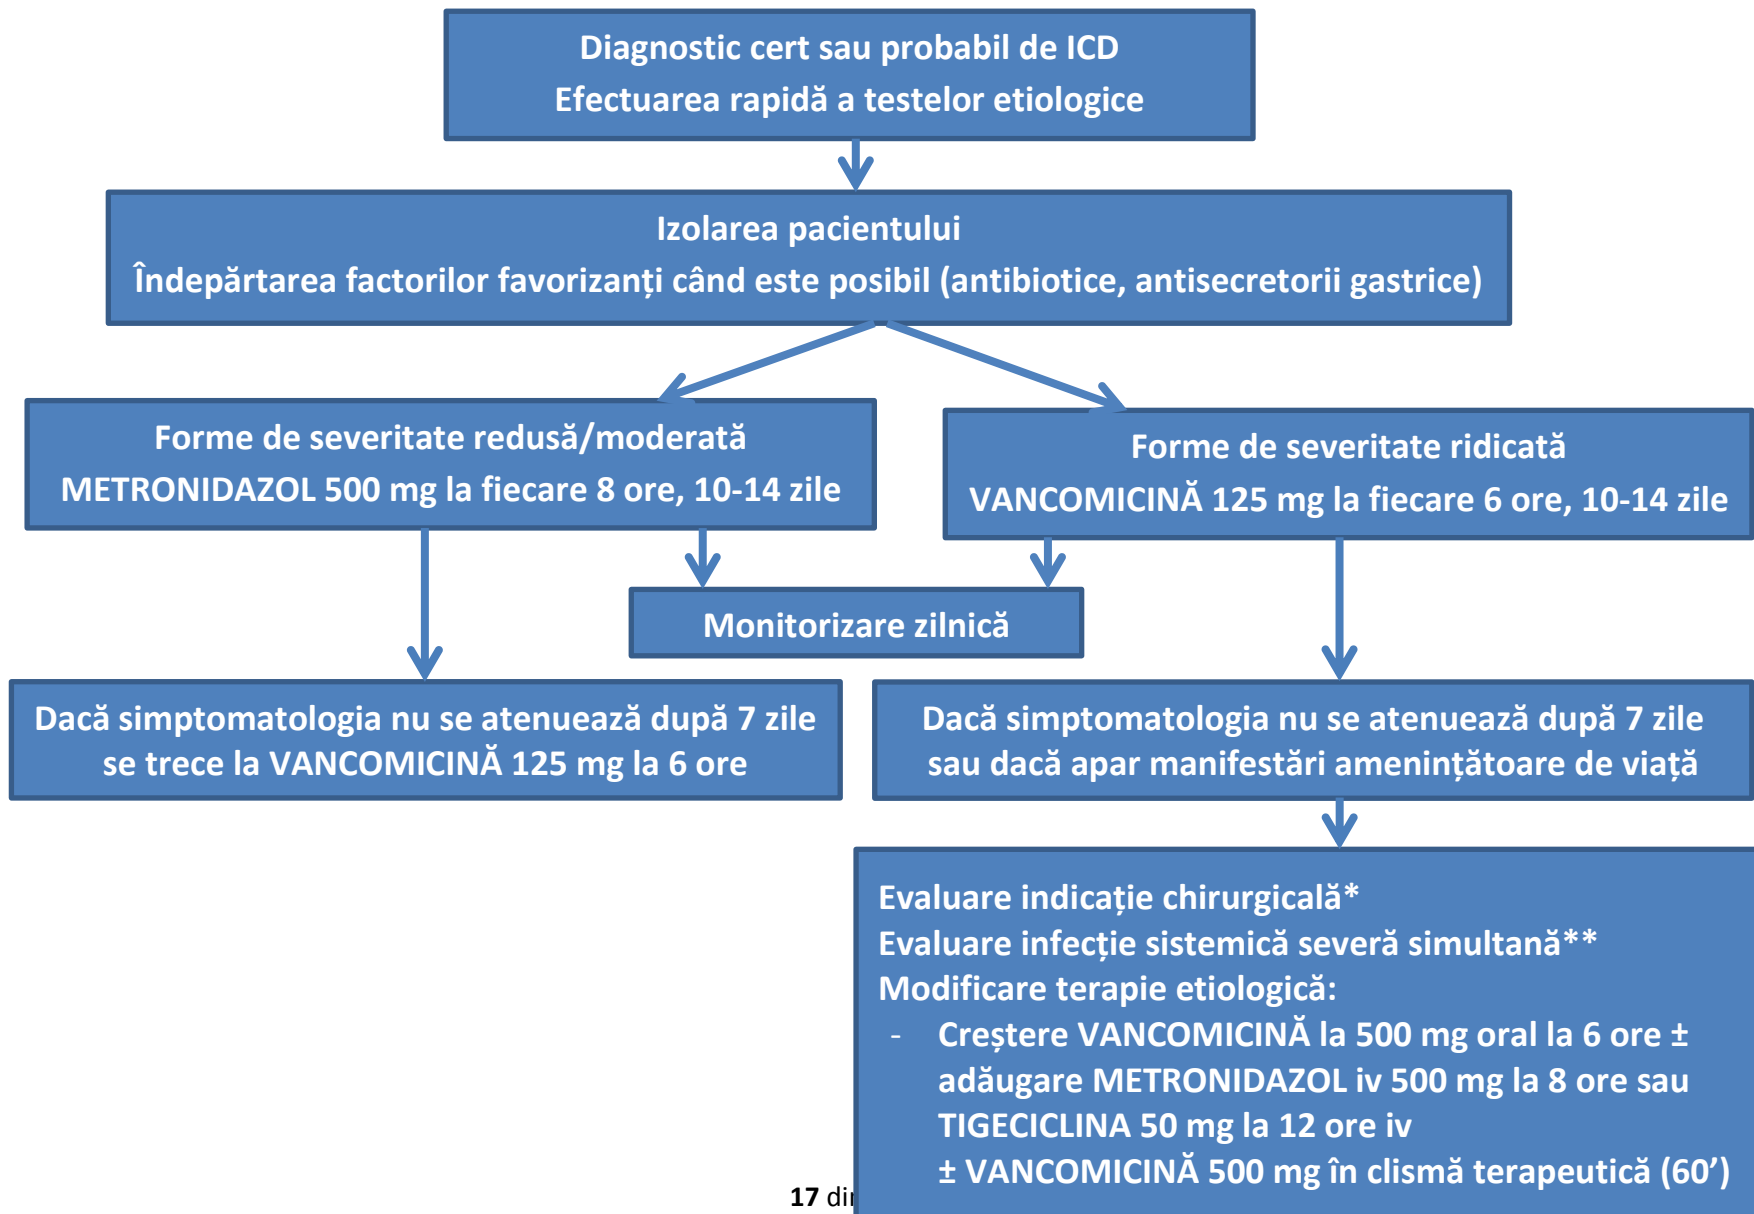 Diagnostic cert sau probabil de ICD
Efectuarea rapidă a testelor etiologice
Izolarea pacientului
Îndepărtarea factorilor favorizanți când este posibil (antibiotice, antisecretorii gastrice)
Forme de severitate redusă/moderată
METRONIDAZOL 500 mg la fiecare 8 ore, 10-14 zile
Forme de severitate ridicată
VANCOMICINĂ 125 mg la fiecare 6 ore, 10-14 zile
Monitorizare zilnică
Dacă simptomatologia nu se atenuează după 7 zile
se trece la VANCOMICINĂ 125 mg la 6 ore
Dacă simptomatologia nu se atenuează după 7 zile
sau dacă apar manifestări amenințătoare de viață
Evaluare indicație chirurgicală*
Evaluare infecție sistemică severă simultană**
Modificare terapie etiologică:
- Creștere VANCOMICINĂ la 500 mg oral la 6 ore ±
adăugare METRONIDAZOL iv 500 mg la 8 ore sau
TIGECICLINA 50 mg la 12 ore iv
± VANCOMICINĂ 500 mg în clismă terapeutică (60’)
17